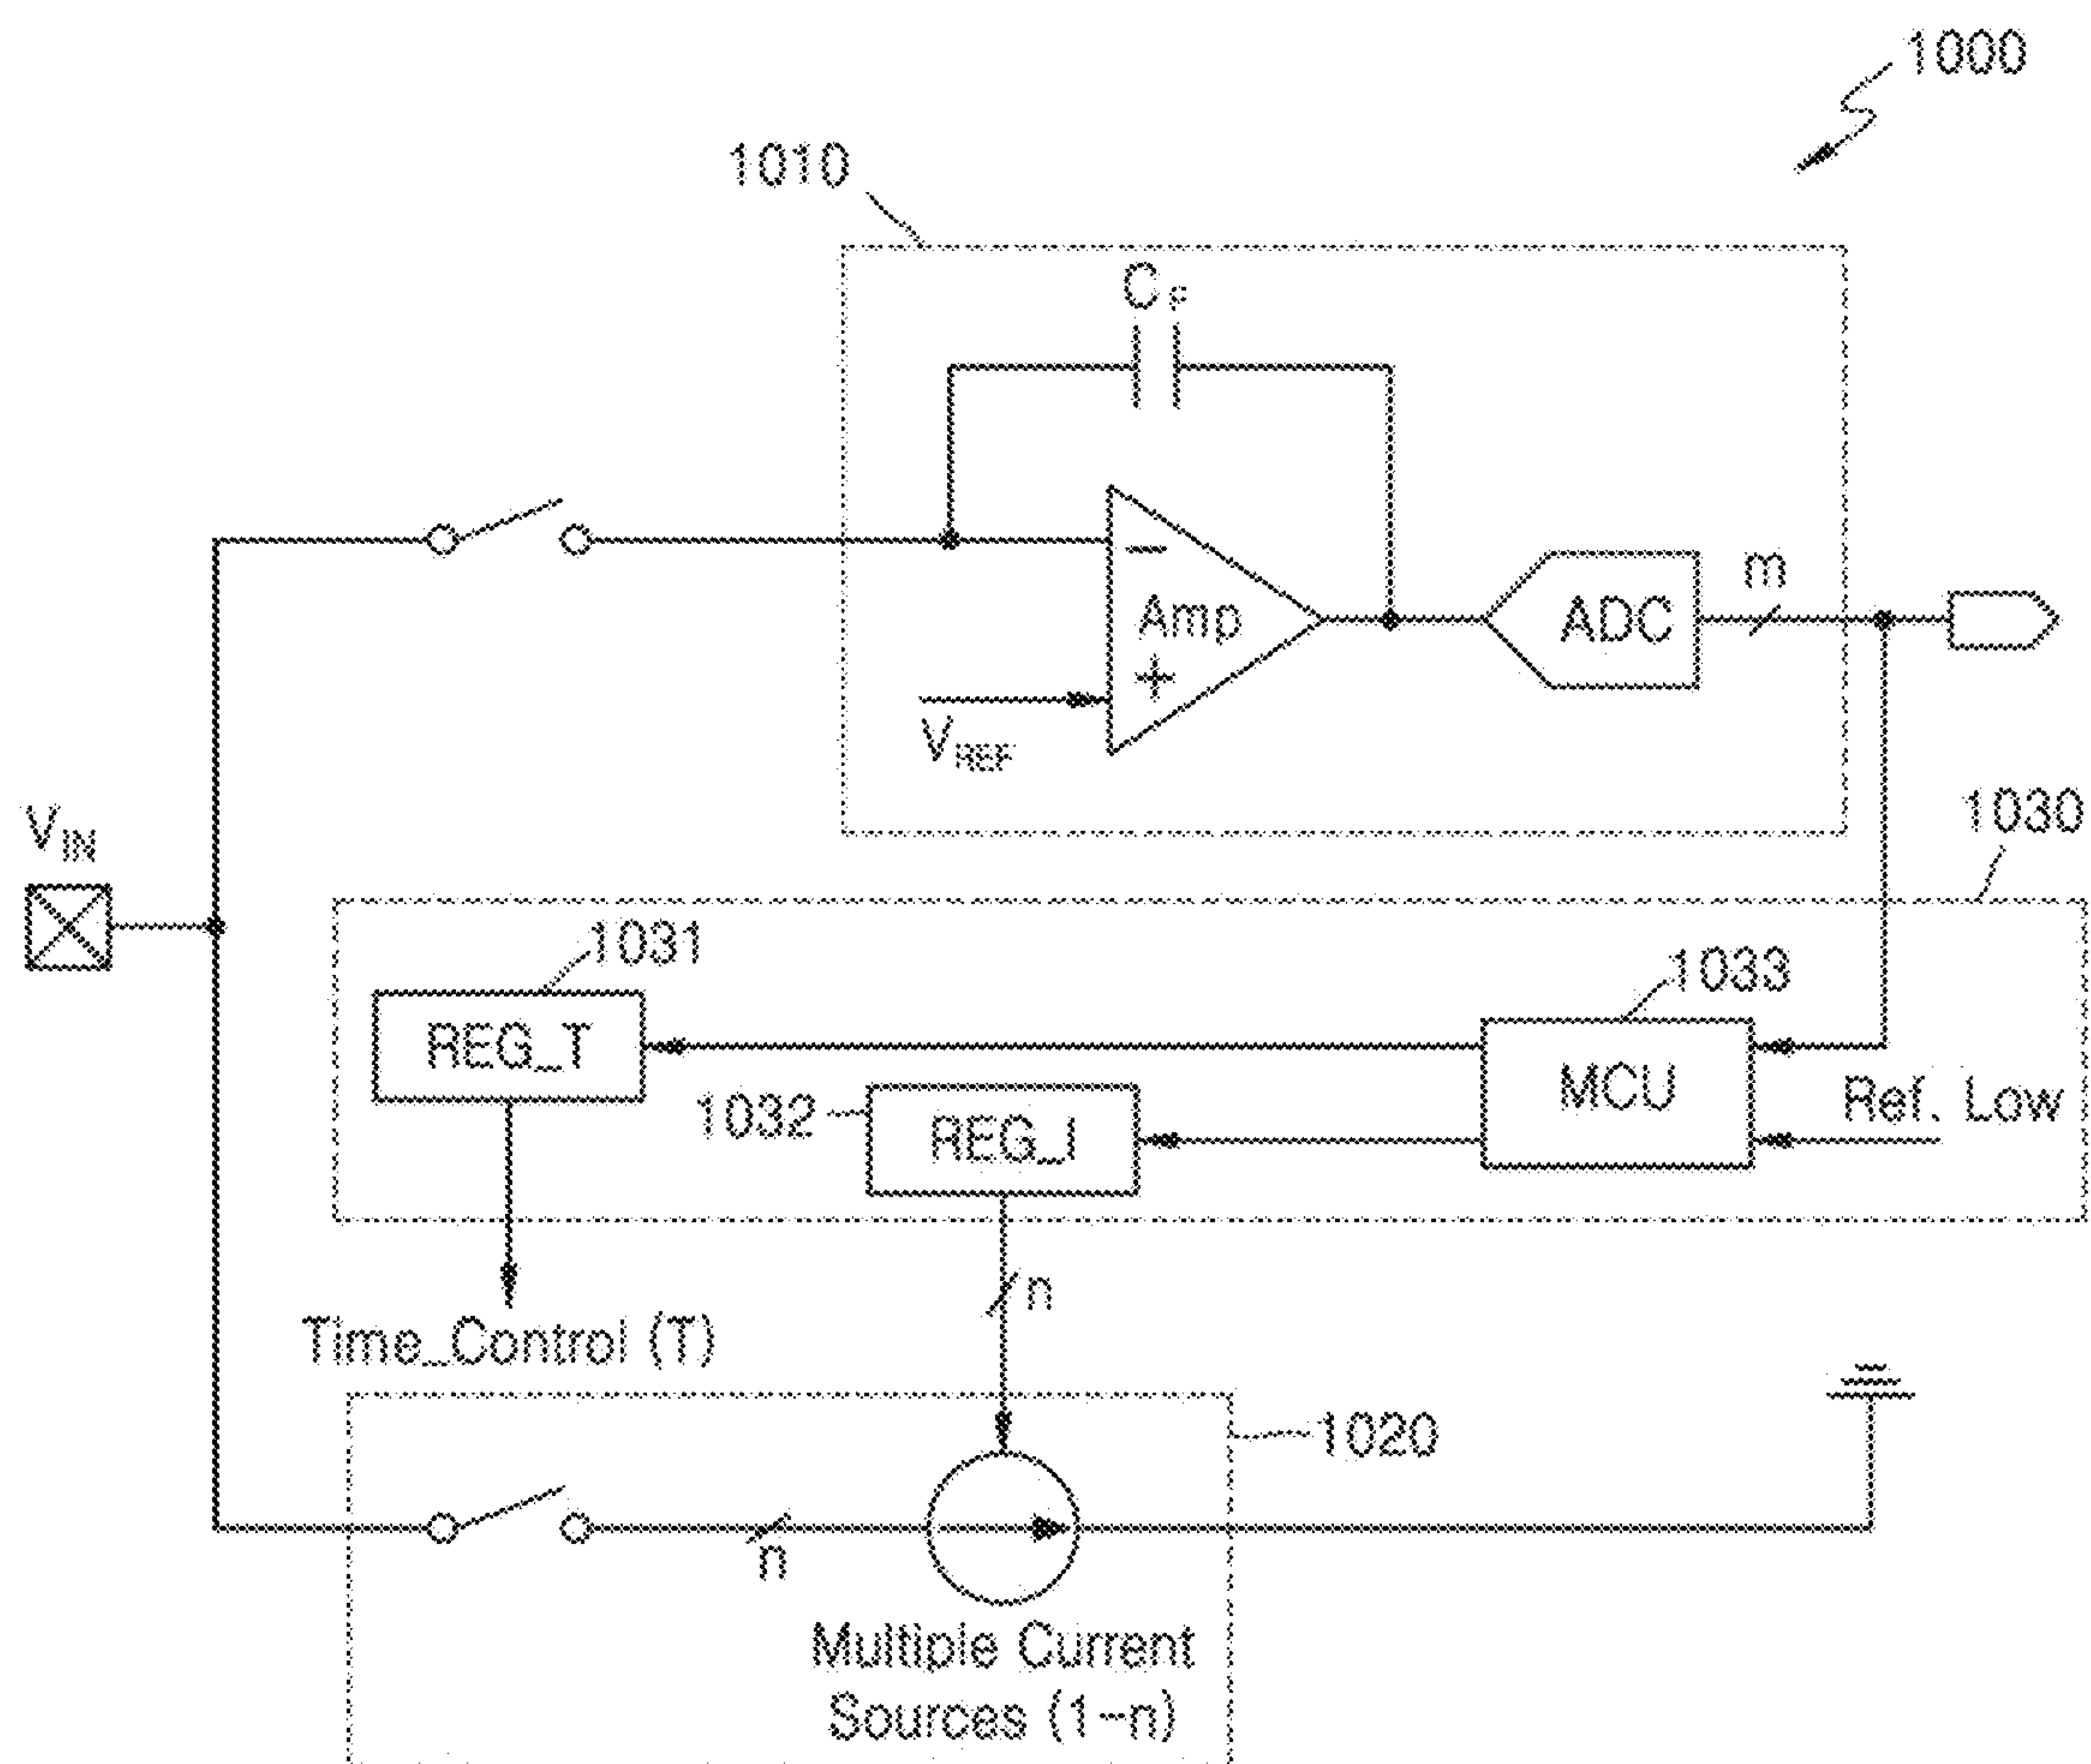 1000
1010
CF
−
Amp
+
VREF
ADC
m
VIN
1030
1031
REG_T
1032
REG_I
1033
MCU
Ref. Low
n
Time_Control (T)
1020
n
Multiple Current
Sources (1-n)